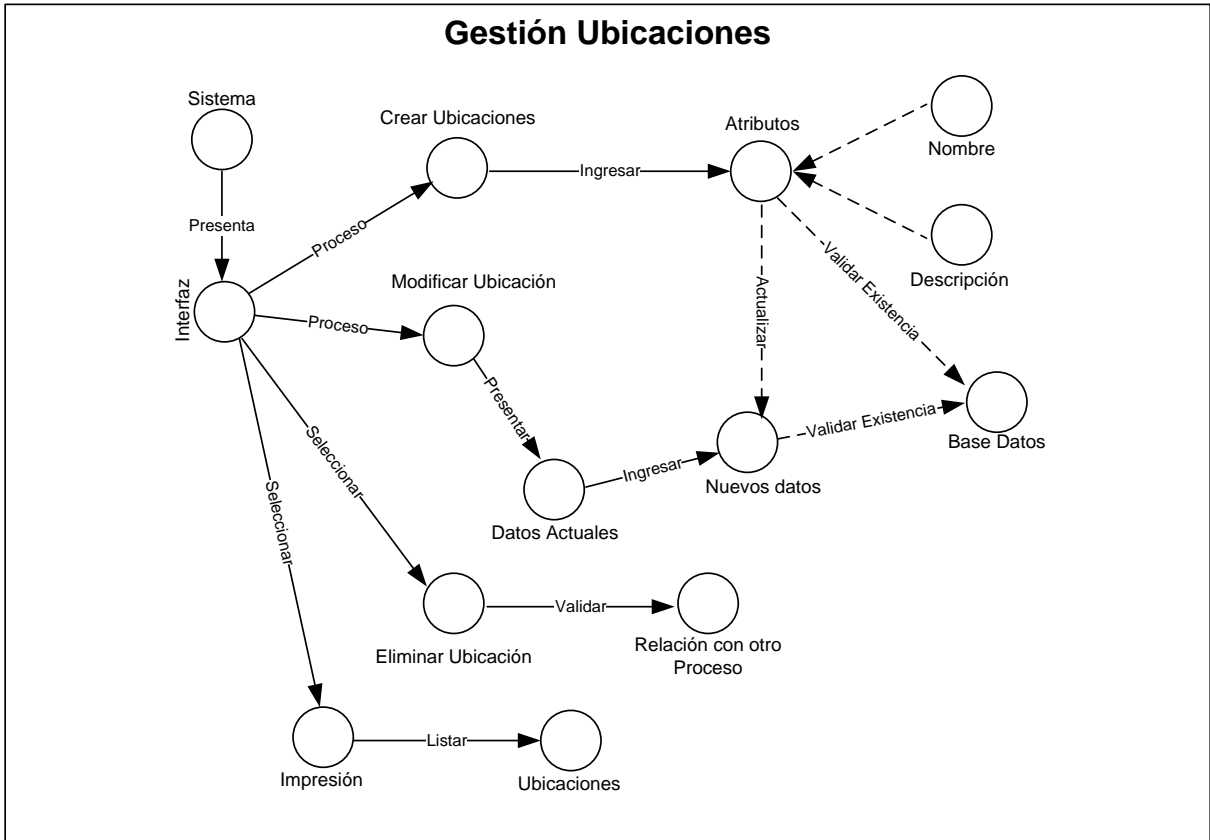 Gestión Ubicaciones
Sistema
Crear Ubicaciones
Atributos
Nombre
Ingresar
Presenta
Proceso
Descripción
Validar Existencia
Modificar Ubicación
Interfaz
Proceso
Actualizar
Presentar
Validar Existencia
Base Datos
Seleccionar
Ingresar
Nuevos datos
Datos Actuales
Seleccionar
Validar
Eliminar Ubicación
Relación con otro
Proceso
Listar
Impresión
Ubicaciones